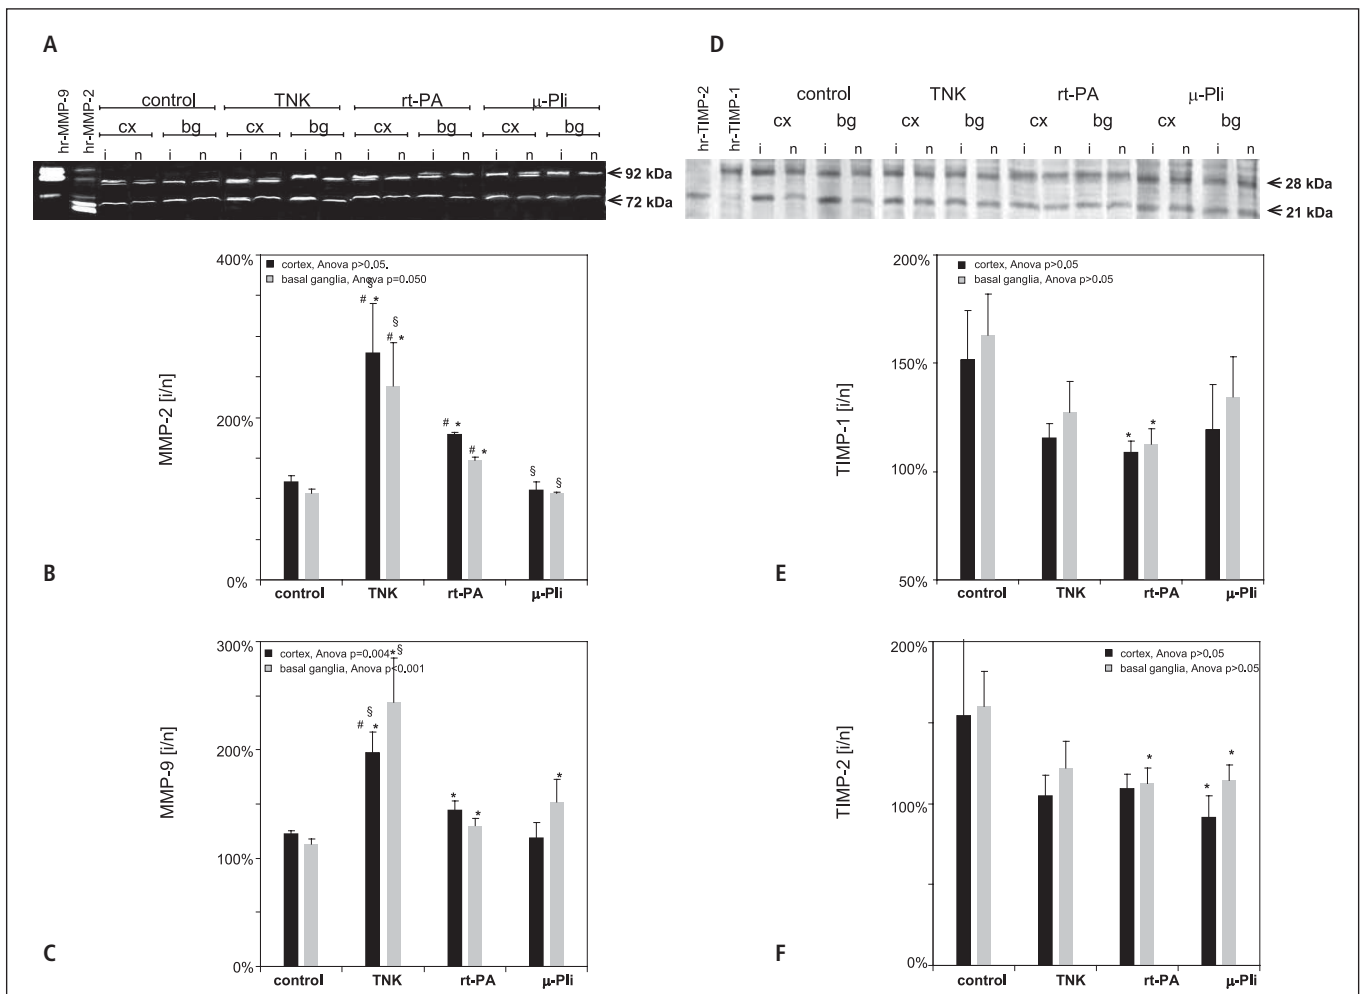 A
hr-MMP-9
hr-MMP-2
control TNK rt-PA μ-Pli
cx bg cx bg cx bg cx bg
i n i n i n i n i n i n i n i n
92 kDa
72 kDa
D
hr-TIMP-2
hr-TIMP-1
control TNK rt-PA μ-Pli
cx bg cx bg cx bg cx bg
i n i n i n i n i n i n i n i n
28 kDa
21 kDa
B
MMP-2 [i/n]
400%
200%
0%
cortex, Anova p>0.05.
basal ganglia, Anova p=0.050
§
# *
§
# *
# *
# *
§ §
control TNK rt-PA μ-Pli
E
TIMP-1 [i/n]
200%
150%
100%
50%
cortex, Anova p>0.05
basal ganglia, Anova p>0.05
* *
control TNK rt-PA μ-Pli
C
MMP-9 [i/n]
300%
200%
100%
0%
cortex, Anova p=0.004
basal ganglia, Anova p<0.001
* §
§
# *
* *
*
control TNK rt-PA μ-Pli
F
TIMP-2 [i/n]
200%
100%
0%
cortex, Anova p>0.05
basal ganglia, Anova p>0.05
* * *
control TNK rt-PA μ-Pli